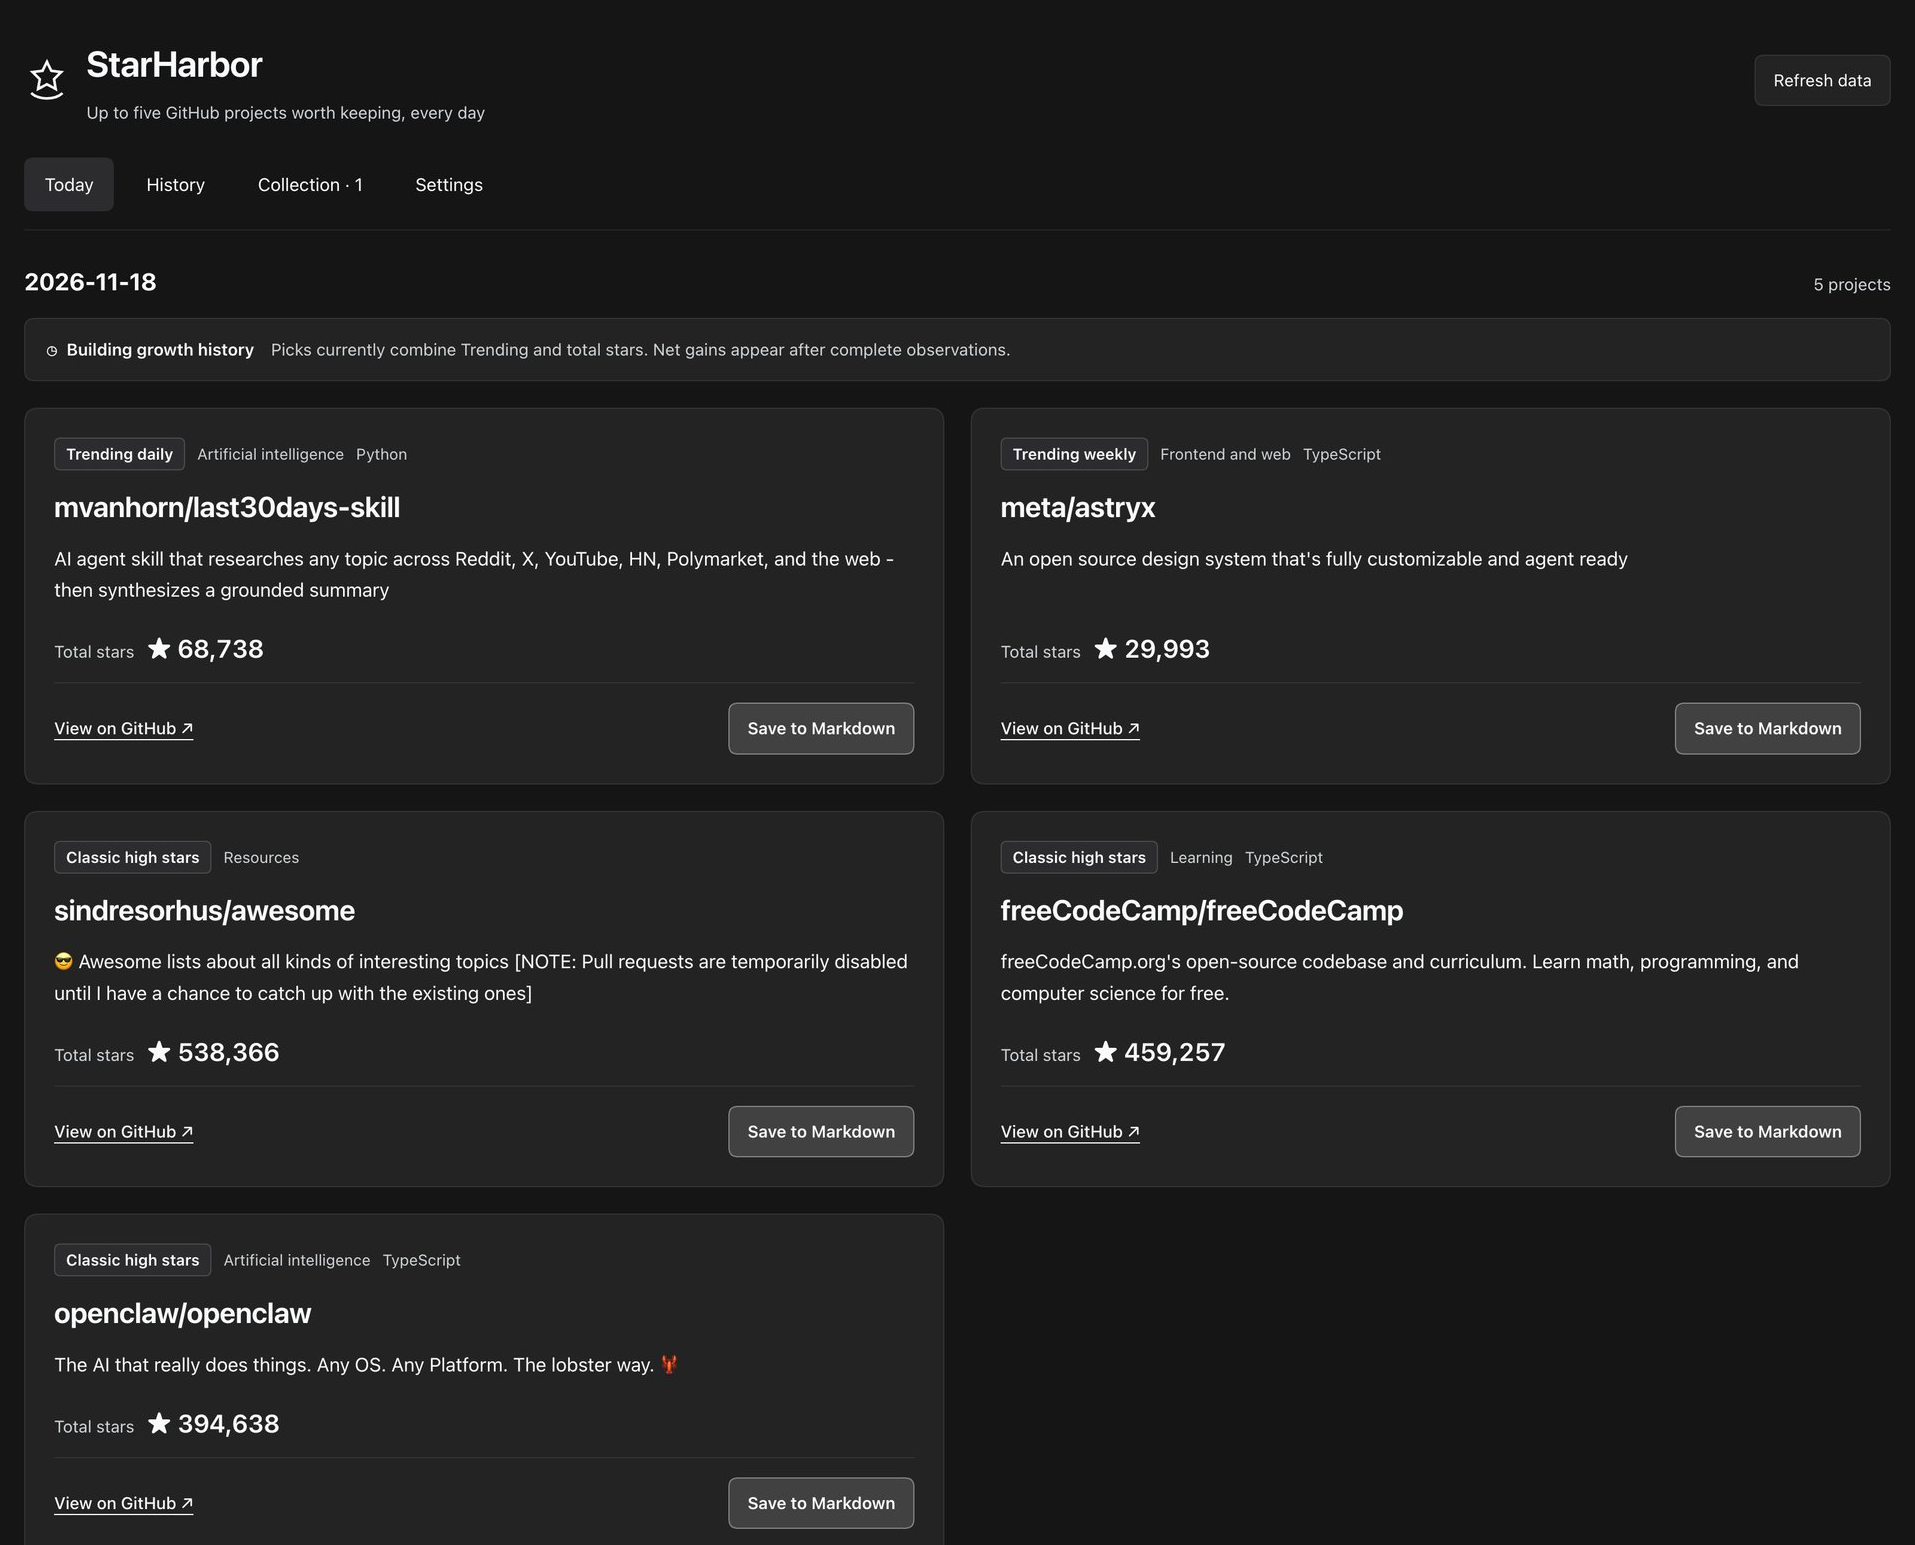 StarHarbor
Up to five GitHub projects worth keeping, every day
Refresh data
Today
History
Collection · 1
Settings
2026-11-18
5 projects
Building growth history Picks currently combine Trending and total stars. Net gains appear after complete observations.
Trending daily Artificial intelligence Python
mvanhorn/last30days-skill
AI agent skill that researches any topic across Reddit, X, YouTube, HN, Polymarket, and the web -
then synthesizes a grounded summary
Total stars ★ 68,738
View on GitHub ↗
Save to Markdown
Trending weekly Frontend and web TypeScript
meta/astryx
An open source design system that's fully customizable and agent ready
Total stars ★ 29,993
View on GitHub ↗
Save to Markdown
Classic high stars Resources
sindresorhus/awesome
😎 Awesome lists about all kinds of interesting topics [NOTE: Pull requests are temporarily disabled
until I have a chance to catch up with the existing ones]
Total stars ★ 538,366
View on GitHub ↗
Save to Markdown
Classic high stars Learning TypeScript
freeCodeCamp/freeCodeCamp
freeCodeCamp.org's open-source codebase and curriculum. Learn math, programming, and
computer science for free.
Total stars ★ 459,257
View on GitHub ↗
Save to Markdown
Classic high stars Artificial intelligence TypeScript
openclaw/openclaw
The AI that really does things. Any OS. Any Platform. The lobster way. 🦞
Total stars ★ 394,638
View on GitHub ↗
Save to Markdown